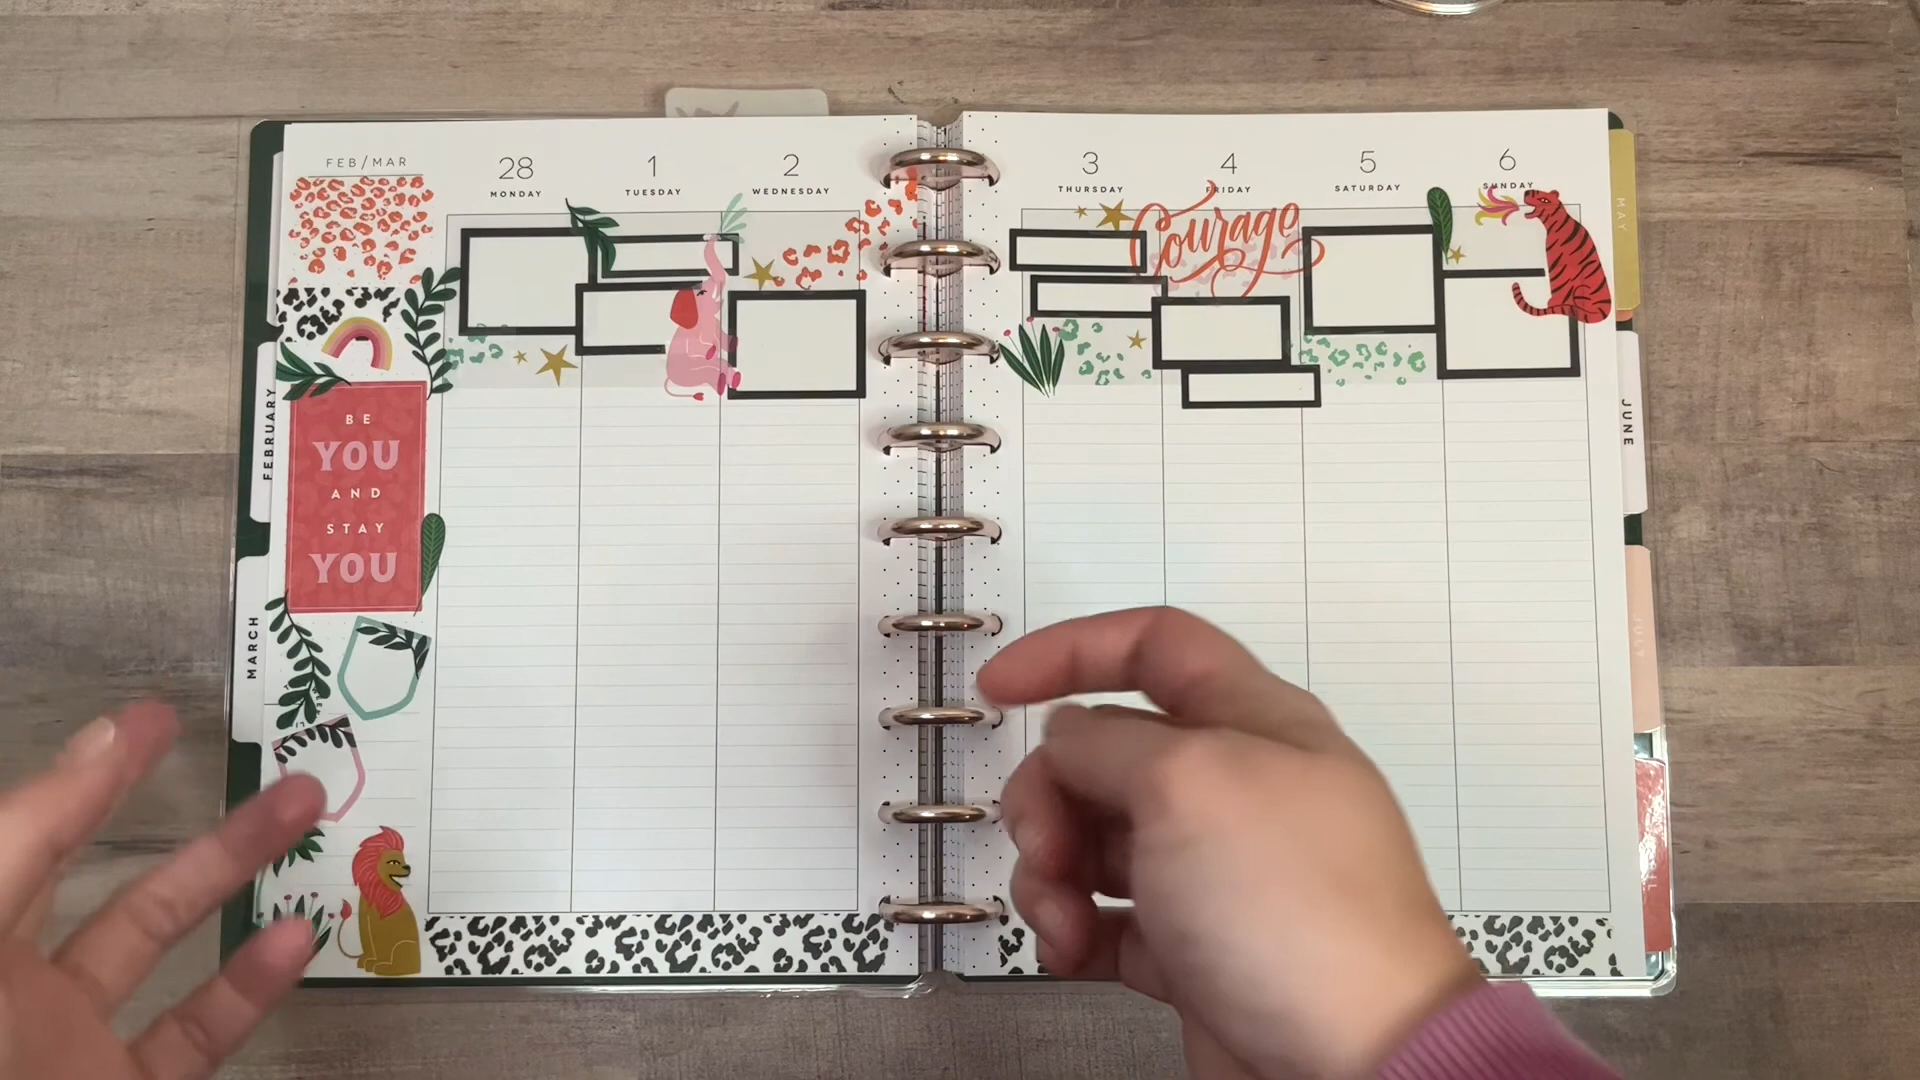 FEB/MAR
28
MONDAY
1
TUESDAY
2
WEDNESDAY
3
THURSDAY
4
FRIDAY
5
SATURDAY
6
SUNDAY
Courage
BE
YOU
AND
STAY
YOU
FEBRUARY
MARCH
MAY
JUNE
JULY